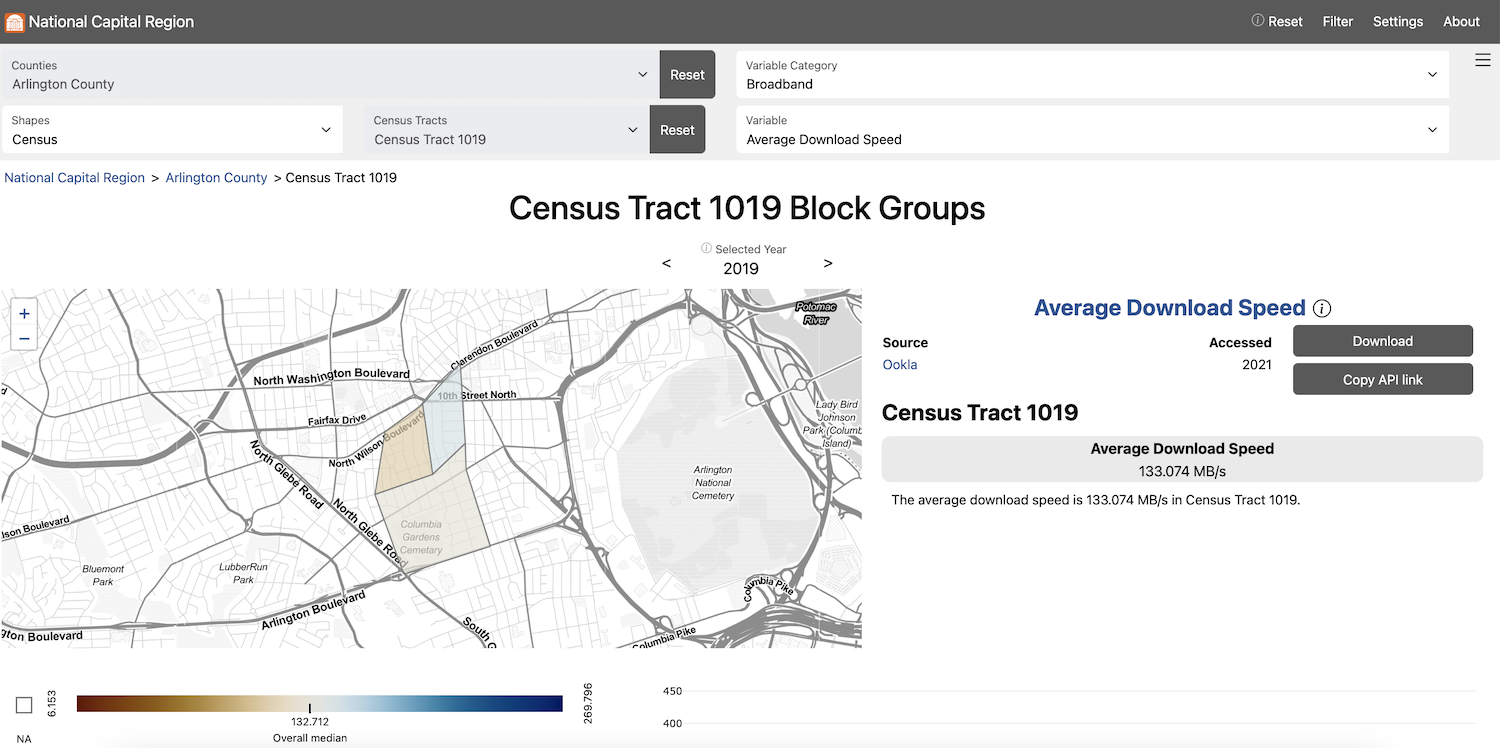 National Capital Region
Reset Filter Settings About
Counties
Arlington County
Reset
Variable Category
Broadband
Shapes
Census
Census Tracts
Census Tract 1019
Reset
Variable
Average Download Speed
National Capital Region > Arlington County > Census Tract 1019
Census Tract 1019 Block Groups
Selected Year
< 2019 >
+
−
Potomac
River
Clarendon Boulevard
North Washington Boulevard
10th Street North
Fairfax Drive
North Wilson Boulevard
North Glebe Road
North Glebe Road
Lady Bird
Johnson
Park (Columb
Island)
Arlington
National
Cemetery
Columbia
Gardens
Cemetary
lson Boulevard
Bluemont
Park
LubberRun
Park
Columbia Pike
Arlington Boulevard
gton Boulevard
South G
Columbia Pike
Average Download Speed
Source
Ookla
Accessed
2021
Download
Copy API link
Census Tract 1019
Average Download Speed
133.074 MB/s
The average download speed is 133.074 MB/s in Census Tract 1019.
NA
6.153
132.712
Overall median
269.796
450
400